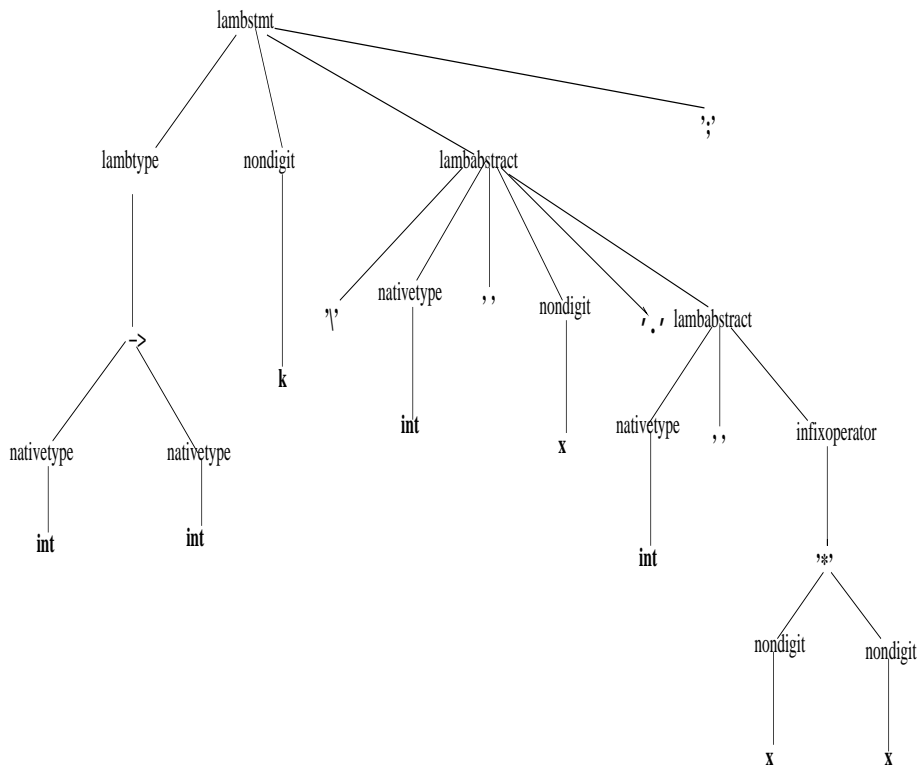 lambstmt
';'
lambtype nondigit lambabstract
'\' nativetype ' ' nondigit '.' lambabstract
->
k
int x nativetype ' ' infixoperator
nativetype nativetype
int int
int '*'
nondigit nondigit
x x